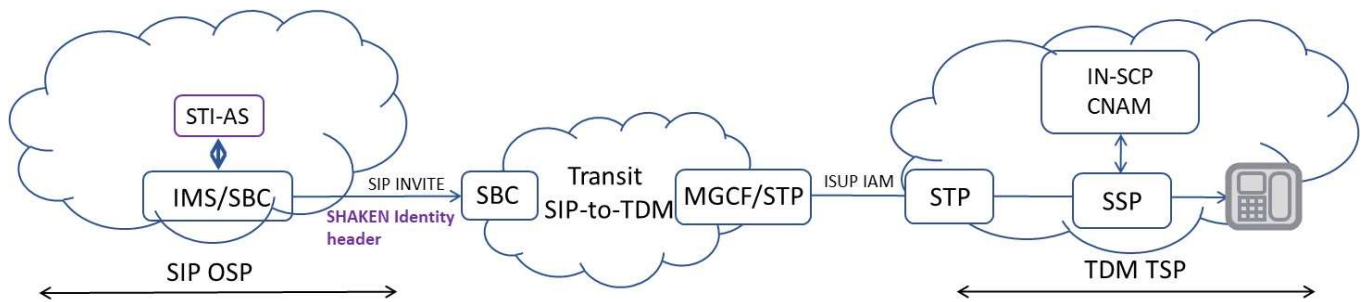 STI-AS
IMS/SBC
SIP INVITE
SHAKEN Identity
header
SIP OSP
SBC
Transit
SIP-to-TDM
MGCF/STP
ISUP IAM
IN-SCP
CNAM
STP
SSP
TDM TSP